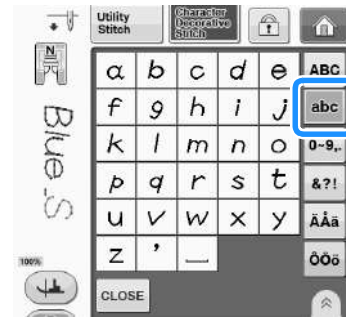 Utility
Stitch
Character
Decorative
Stitch
N
Blue_S
100%
a b c d e
f g h i j
k l m n o
p q r s t
u v w x y
z ' _
CLOSE
ABC
abc
0~9,.
&?!
ÄÅä
ÔÕö